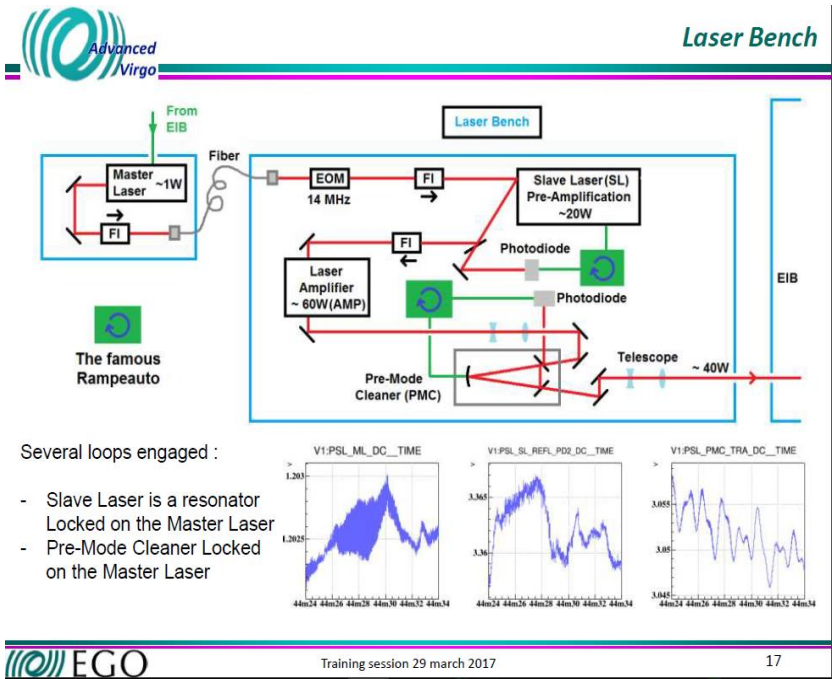 Advanced
Virgo
Laser Bench
From
EIB
Laser Bench
Master
Laser ~1W
FI
Fiber
EOM
14 MHz
FI
Slave Laser(SL)
Pre-Amplification
~20W
FI
Photodiode
Laser
Amplifier
~ 60W(AMP)
Photodiode
EIB
The famous
Rampeauto
Pre-Mode
Cleaner (PMC)
Telescope
~ 40W
Several loops engaged :
- Slave Laser is a resonator
Locked on the Master Laser
- Pre-Mode Cleaner Locked
on the Master Laser
V1:PSL_ML_DC__TIME
1.203
1.2025
44m24 44m26 44m28 44m30 44m32 44m34
V1:PSL_SL_REFL_PD2_DC__TIME
3.365
3.36
44m24 44m26 44m28 44m30 44m32 44m34
V1:PSL_PMC_TRA_DC__TIME
3.055
3.05
3.045
44m24 44m26 44m28 44m30 44m32 44m34
EGO
Training session 29 march 2017
17